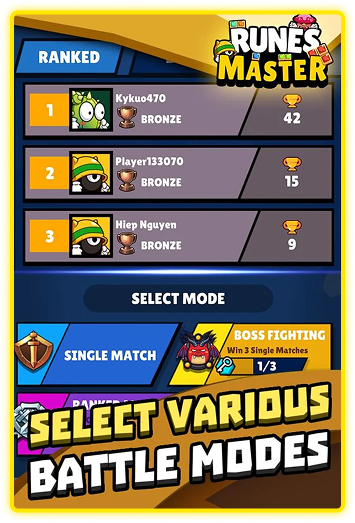 RUNES
MASTER
RANKED
1
Kykuo470
BRONZE
42
2
Player133070
BRONZE
15
3
Hiep Nguyen
BRONZE
9
SELECT MODE
SINGLE MATCH
BOSS FIGHTING
Win 3 Single Matches
1/3
RANKED
SELECT VARIOUS
BATTLE MODES